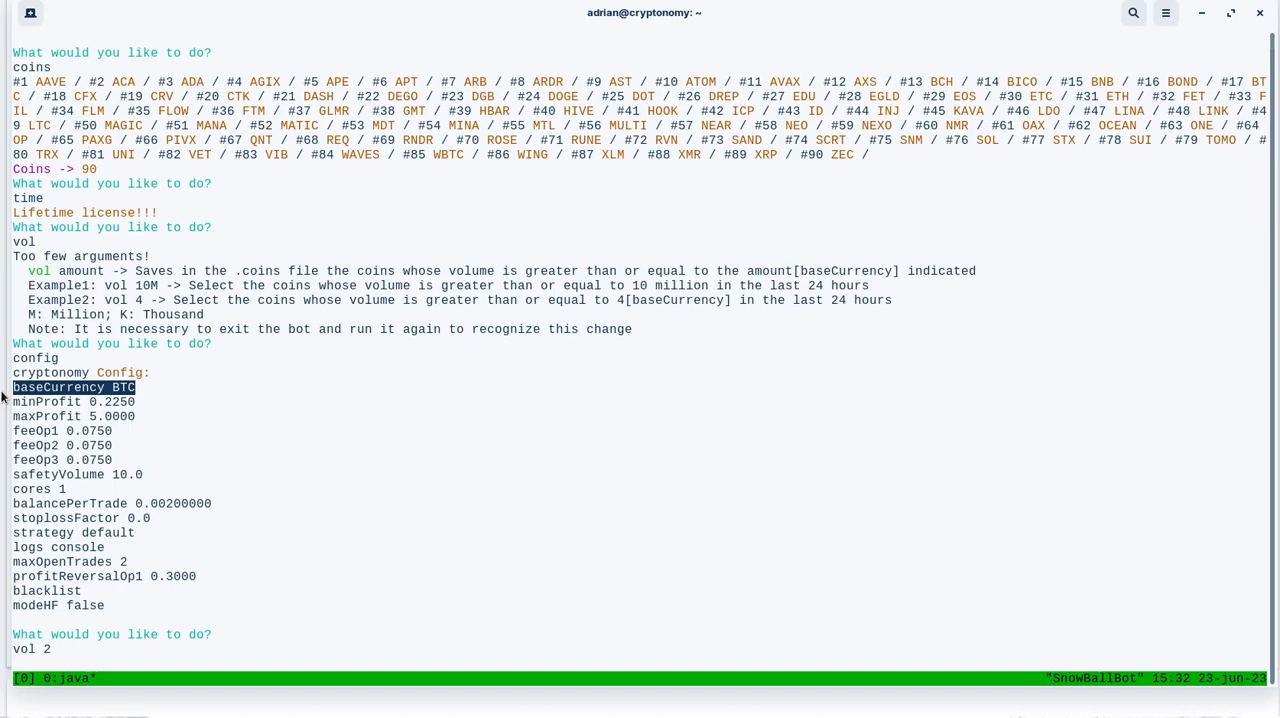 adrian@cryptonomy: ~
What would you like to do?
coins
#1 AAVE / #2 ACA / #3 ADA / #4 AGIX / #5 APE / #6 APT / #7 ARB / #8 ARDR / #9 AST / #10 ATOM / #11 AVAX / #12 AXS / #13 BCH / #14 BICO / #15 BNB / #16 BOND / #17 BT
C / #18 CFX / #19 CRV / #20 CTK / #21 DASH / #22 DEGO / #23 DGB / #24 DOGE / #25 DOT / #26 DREP / #27 EDU / #28 EGLD / #29 EOS / #30 ETC / #31 ETH / #32 FET / #33 F
IL / #34 FLM / #35 FLOW / #36 FTM / #37 GLMR / #38 GMT / #39 HBAR / #40 HIVE / #41 HOOK / #42 ICP / #43 ID / #44 INJ / #45 KAVA / #46 LDO / #47 LINA / #48 LINK / #4
9 LTC / #50 MAGIC / #51 MANA / #52 MATIC / #53 MDT / #54 MINA / #55 MTL / #56 MULTI / #57 NEAR / #58 NEO / #59 NEXO / #60 NMR / #61 OAX / #62 OCEAN / #63 ONE / #64
OP / #65 PAXG / #66 PIVX / #67 QNT / #68 REQ / #69 RNDR / #70 ROSE / #71 RUNE / #72 RVN / #73 SAND / #74 SCRT / #75 SNM / #76 SOL / #77 STX / #78 SUI / #79 TOMO / #
80 TRX / #81 UNI / #82 VET / #83 VIB / #84 WAVES / #85 WBTC / #86 WING / #87 XLM / #88 XMR / #89 XRP / #90 ZEC /
Coins -> 90
What would you like to do?
time
Lifetime license!!!
What would you like to do?
vol
Too few arguments!
vol amount -> Saves in the .coins file the coins whose volume is greater than or equal to the amount[baseCurrency] indicated
Example1: vol 10M -> Select the coins whose volume is greater than or equal to 10 million in the last 24 hours
Example2: vol 4 -> Select the coins whose volume is greater than or equal to 4[baseCurrency] in the last 24 hours
M: Million; K: Thousand
Note: It is necessary to exit the bot and run it again to recognize this change
What would you like to do?
config
cryptonomy Config:
baseCurrency BTC
minProfit 0.2250
maxProfit 5.0000
feeOp1 0.0750
feeOp2 0.0750
feeOp3 0.0750
safetyVolume 10.0
cores 1
balancePerTrade 0.00200000
stoplossFactor 0.0
strategy default
logs console
maxOpenTrades 2
profitReversalOp1 0.3000
blacklist
modeHF false
What would you like to do?
vol 2
[0] 0:java* "SnowBallBot" 15:32 23-jun-23